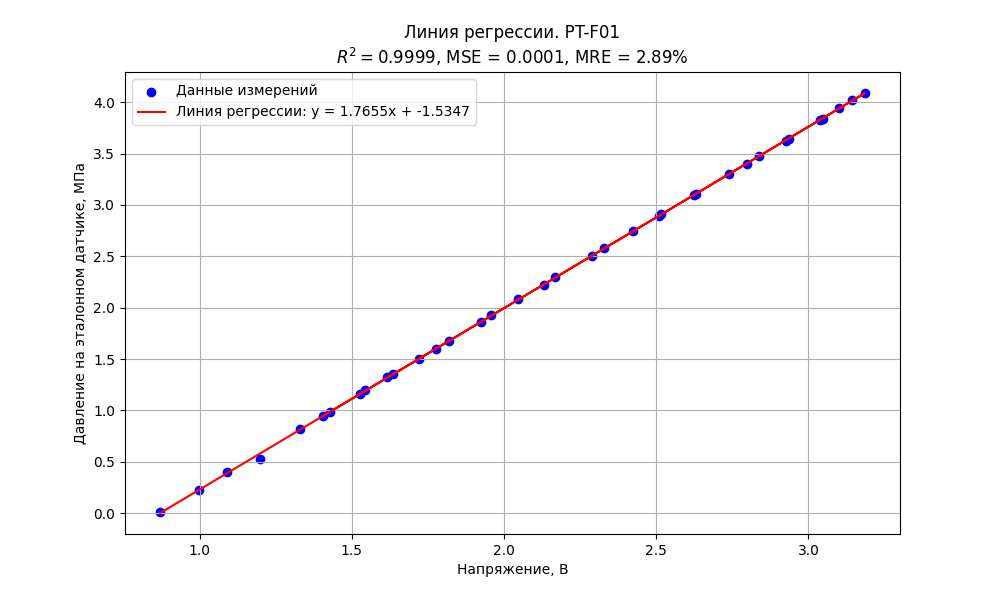 Линия регрессии. PT-F01
R² = 0.9999, MSE = 0.0001, MRE = 2.89%
Данные измерений
Линия регрессии: y = 1.7655x + -1.5347
Давление на эталонном датчике, МПа
4.0
3.5
3.0
2.5
2.0
1.5
1.0
0.5
0.0
1.0 1.5 2.0 2.5 3.0
Напряжение, В